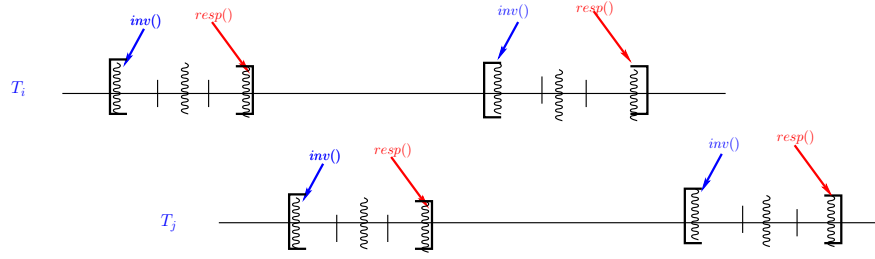 inv() resp() inv() resp()
T_i
inv() resp() inv() resp()
T_j